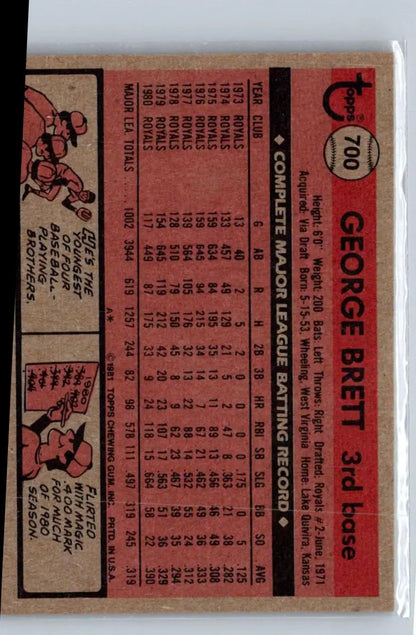 Topps
700
GEORGE BRETT 3rd base
Height: 6'0" Weight: 200 Bats: Left Throws: Right Drafted: Royals #2-June, 1971
Acquired: Via Draft Born: 5-15-53, Wheeling, West Virginia Home: Lake Quivira, Kansas
◆ COMPLETE MAJOR LEAGUE BATTING RECORD ◆
YEAR CLUB G AB R H 2B 3B HR RBI SB SLG BB SO AVG
1973 ROYALS 13 40 2 5 2 0 0 0 0 .175 0 5 .125
1974 ROYALS 133 457 49 129 21 5 2 47 8 .363 21 38 .282
1975 ROYALS 159 634 84 195 35 13 11 89 13 .456 46 49 .308
1976 ROYALS 159 645 94 215 34 14 7 67 21 .462 49 36 .333
1977 ROYALS 139 564 105 176 32 13 22 88 14 .532 55 24 .312
1978 ROYALS 128 510 79 150 45 8 9 62 23 .467 39 35 .294
1979 ROYALS 154 645 119 212 42 20 23 107 17 .563 51 36 .329
1980 ROYALS 117 449 87 175 33 9 24 118 15 .664 58 22 .390
MAJOR LEA. TOTALS 1002 3944 619 1257 244 82 98 578 111 .497 319 245 .319
A* ©1981 TOPPS CHEWING GUM, INC. PRTD. IN U.S.A.
HE'S THE
YOUNGEST
OF FOUR
BASEBALL-
PLAYING
BROTHERS.
1980
FLIRTED
WITH MAGIC
.400 MARK
FOR MUCH
OF 1980
SEASON.